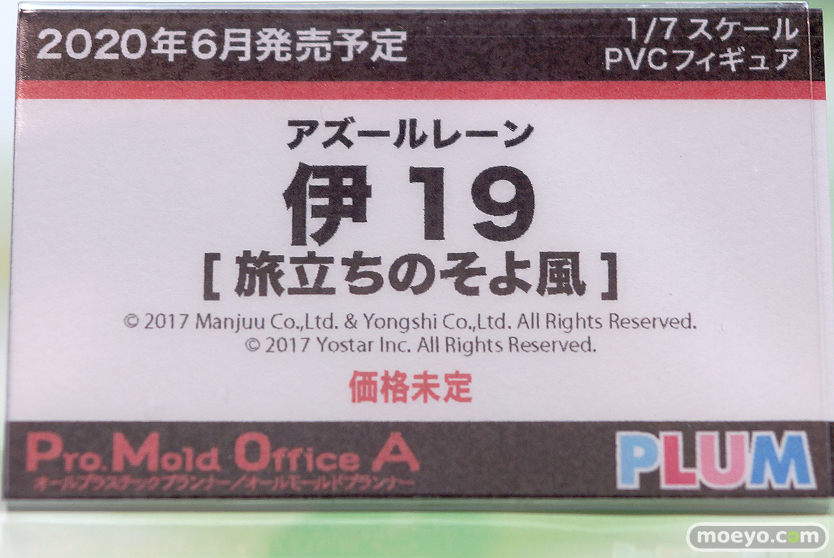 2020年6月発売予定
1/7 スケール
PVCフィギュア
アズールレーン
伊 19
[ 旅立ちのそよ風 ]
© 2017 Manjuu Co.,Ltd. & Yongshi Co.,Ltd. All Rights Reserved.
© 2017 Yostar Inc. All Rights Reserved.
価格未定
Pro.Mold Office A
オールプラスチックプランナー/オールモールドプランナー
PLUM
moeyo.com